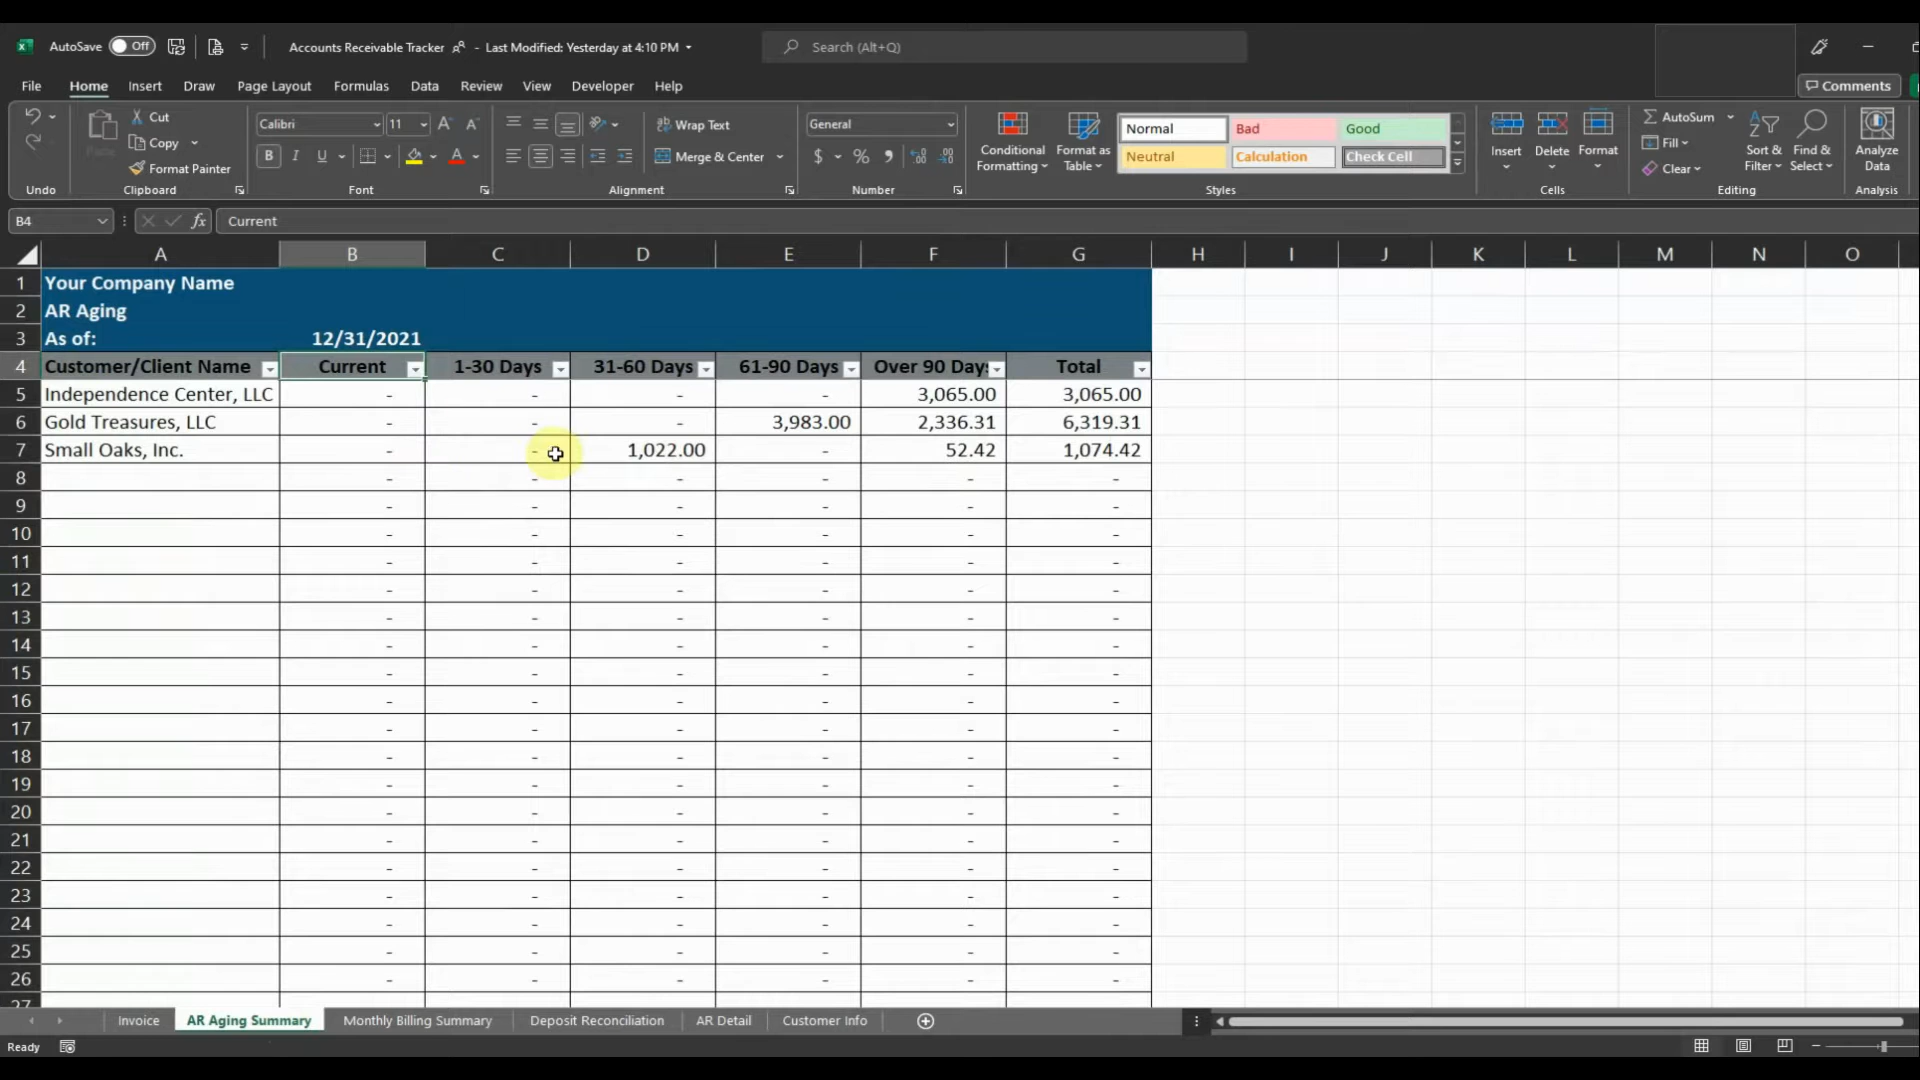 AutoSave Off Accounts Receivable Tracker - Last Modified: Yesterday at 4:10 PM Search (Alt+Q)
File Home Insert Draw Page Layout Formulas Data Review View Developer Help Comments
Cut
Copy
Format Painter
Calibri 11
B I U
Wrap Text
Merge & Center
General
$ %
Conditional Formatting
Format as Table
Normal Bad Good
Neutral Calculation Check Cell
Insert Delete Format
AutoSum
Fill
Clear
Sort & Filter
Find & Select
Analyze Data
Undo Clipboard Font Alignment Number Styles Cells Editing Analysis
B4 fx Current
A B C D E F G H I J K L M N O
1 Your Company Name
2 AR Aging
3 As of: 12/31/2021
4 Customer/Client Name Current 1-30 Days 31-60 Days 61-90 Days Over 90 Days Total
5 Independence Center, LLC - - - - 3,065.00 3,065.00
6 Gold Treasures, LLC - - - 3,983.00 2,336.31 6,319.31
7 Small Oaks, Inc. - - 1,022.00 - 52.42 1,074.42
8 - - - - - -
9 - - - - - -
10 - - - - - -
11 - - - - - -
12 - - - - - -
13 - - - - - -
14 - - - - - -
15 - - - - - -
16 - - - - - -
17 - - - - - -
18 - - - - - -
19 - - - - - -
20 - - - - - -
21 - - - - - -
22 - - - - - -
23 - - - - - -
24 - - - - - -
25 - - - - - -
26 - - - - - -
27
Invoice AR Aging Summary Monthly Billing Summary Deposit Reconciliation AR Detail Customer Info
Ready